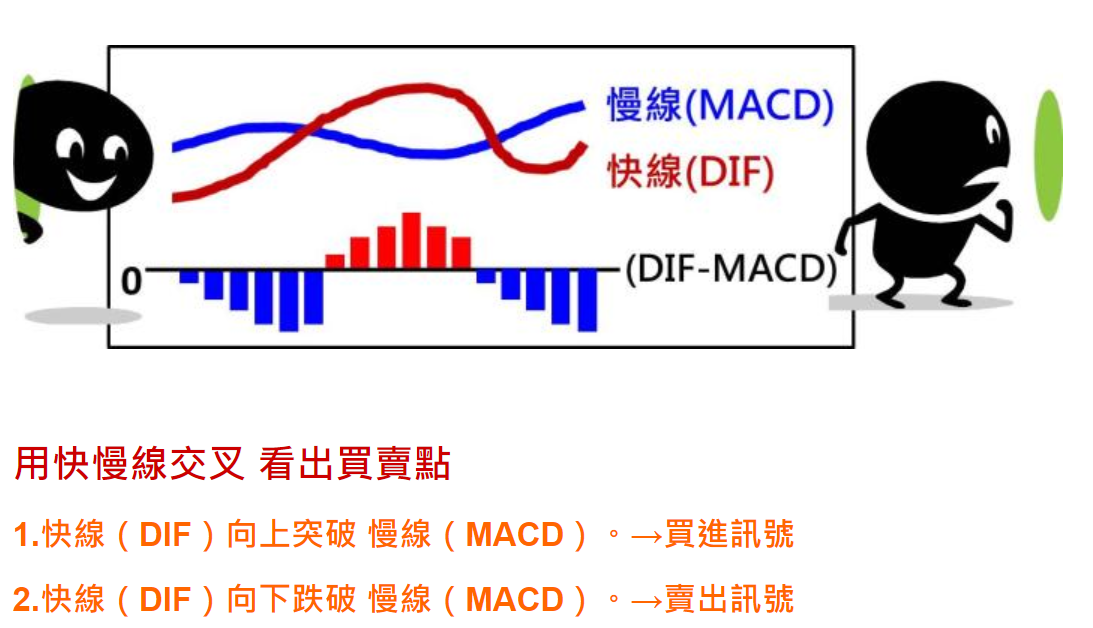 慢線(MACD)
快線(DIF)
0
(DIF-MACD)
用快慢線交叉 看出買賣點
1.快線（DIF）向上突破 慢線（MACD）。→買進訊號
2.快線（DIF）向下跌破 慢線（MACD）。→賣出訊號